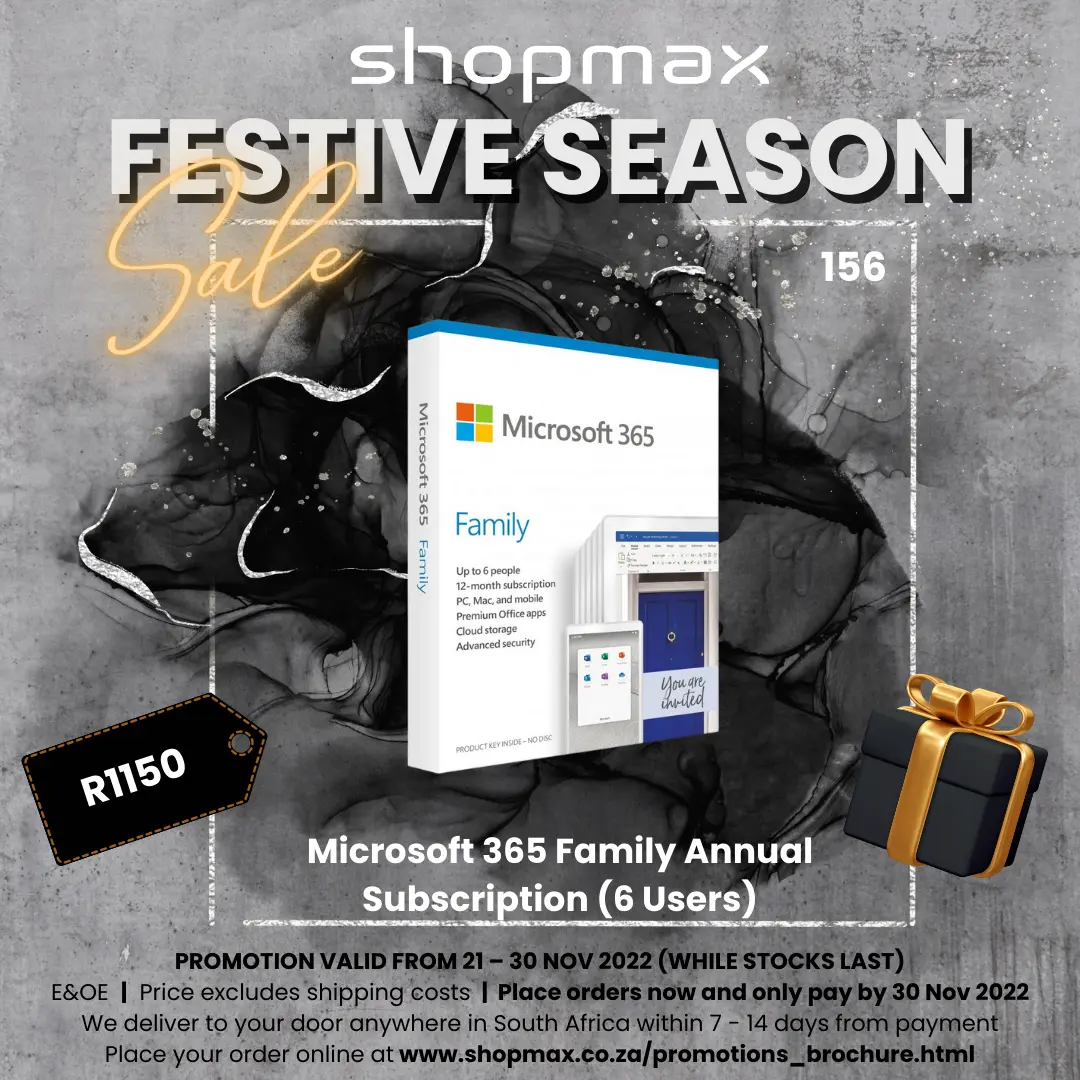 shopmax
FESTIVE SEASON
Sale
156
Microsoft 365
Microsoft 365 Family
Family
Up to 6 people
12-month subscription
PC, Mac, and mobile
Premium Office apps
Cloud storage
Advanced security
You are
invited
PRODUCT KEY INSIDE – NO DISC
R1150
Microsoft 365 Family Annual
Subscription (6 Users)
PROMOTION VALID FROM 21 – 30 NOV 2022 (WHILE STOCKS LAST)
E&OE | Price excludes shipping costs | Place orders now and only pay by 30 Nov 2022
We deliver to your door anywhere in South Africa within 7 - 14 days from payment
Place your order online at www.shopmax.co.za/promotions_brochure.html